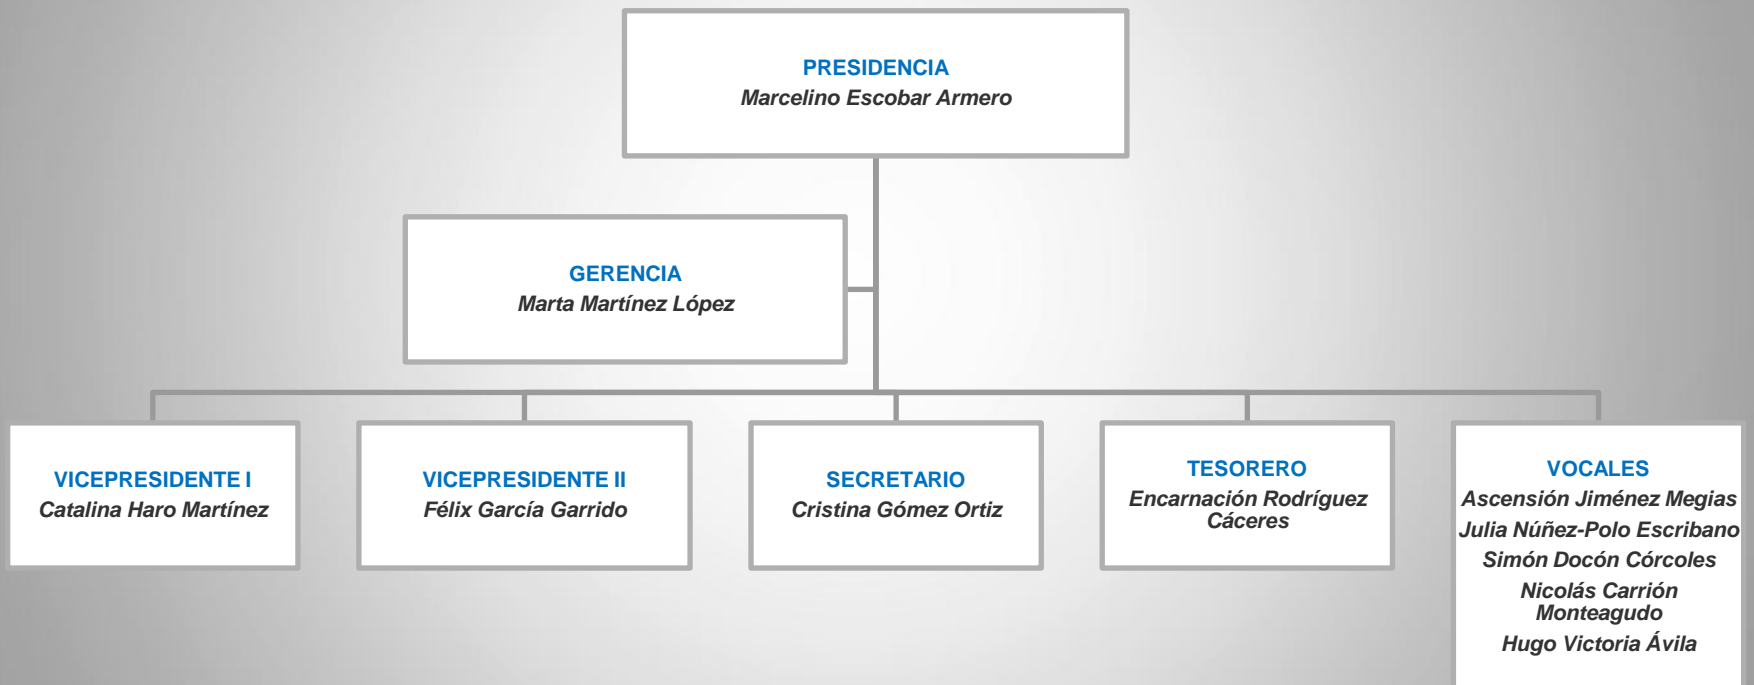 PRESIDENCIA
Marcelino Escobar Armero
GERENCIA
Marta Martínez López
VICEPRESIDENTE I
Catalina Haro Martínez
VICEPRESIDENTE II
Félix García Garrido
SECRETARIO
Cristina Gómez Ortiz
TESORERO
Encarnación Rodríguez
Cáceres
VOCALES
Ascensión Jiménez Megias
Julia Núñez-Polo Escribano
Simón Docón Córcoles
Nicolás Carrión
Monteagudo
Hugo Victoria Ávila